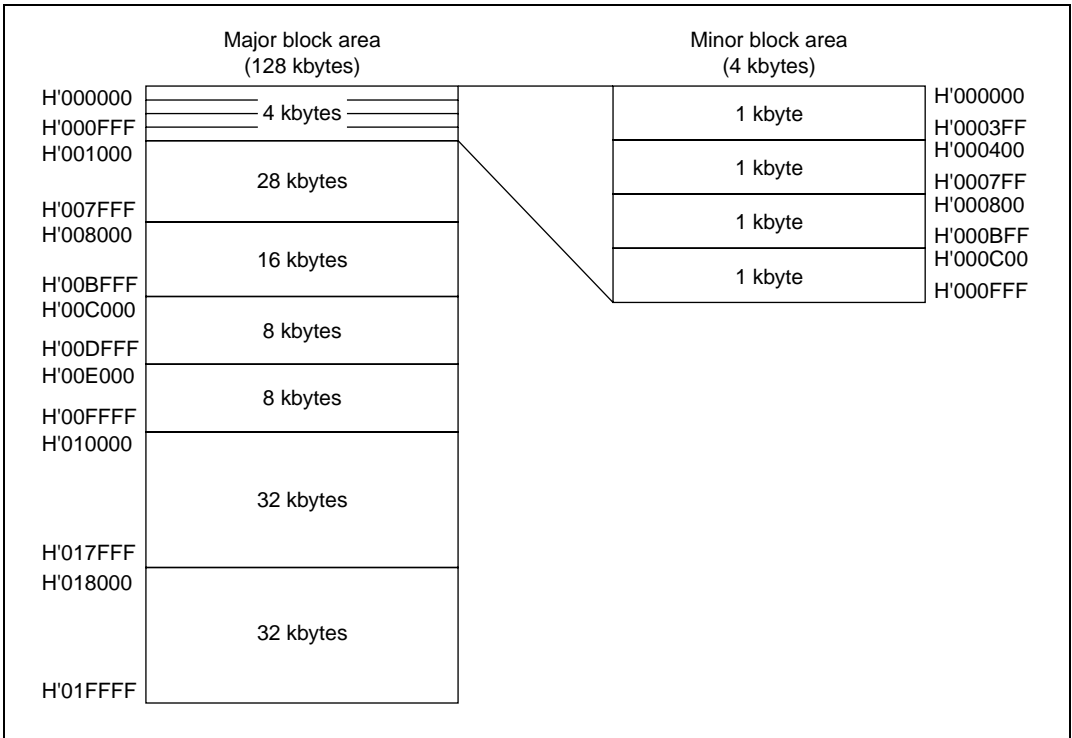 Major block area
(128 kbytes)
H'000000
4 kbytes
H'000FFF
H'001000
28 kbytes
H'007FFF
H'008000
16 kbytes
H'00BFFF
H'00C000
8 kbytes
H'00DFFF
H'00E000
8 kbytes
H'00FFFF
H'010000
32 kbytes
H'017FFF
H'018000
32 kbytes
H'01FFFF
Minor block area
(4 kbytes)
H'000000
1 kbyte
H'0003FF
H'000400
1 kbyte
H'0007FF
H'000800
1 kbyte
H'000BFF
H'000C00
1 kbyte
H'000FFF